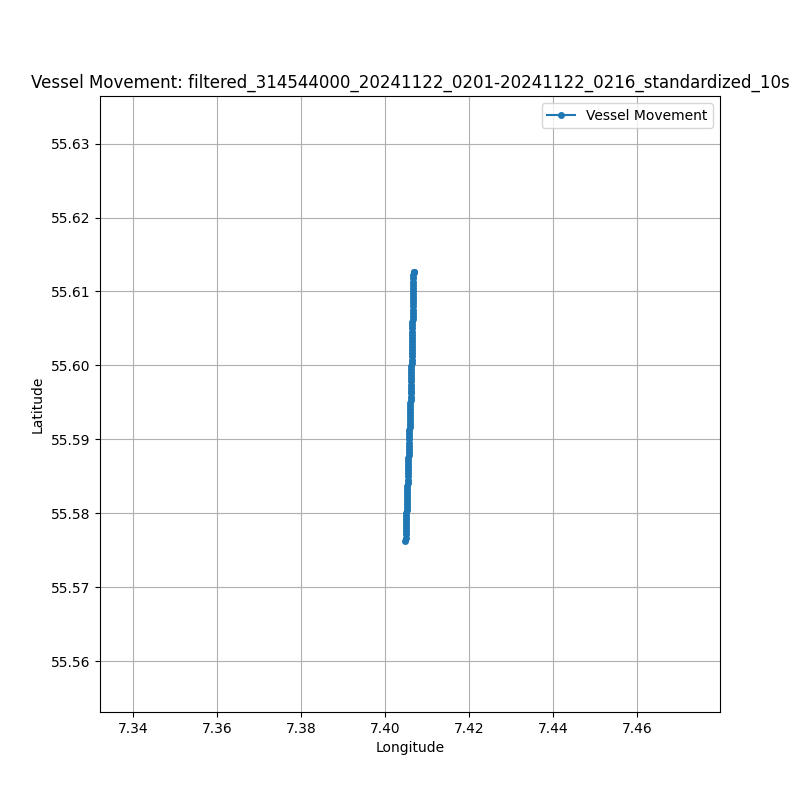 Vessel Movement: filtered_314544000_20241122_0201-20241122_0216_standardized_10s
Vessel Movement
55.63
55.62
55.61
55.60
55.59
55.58
55.57
55.56
Latitude
7.34 7.36 7.38 7.40 7.42 7.44 7.46
Longitude